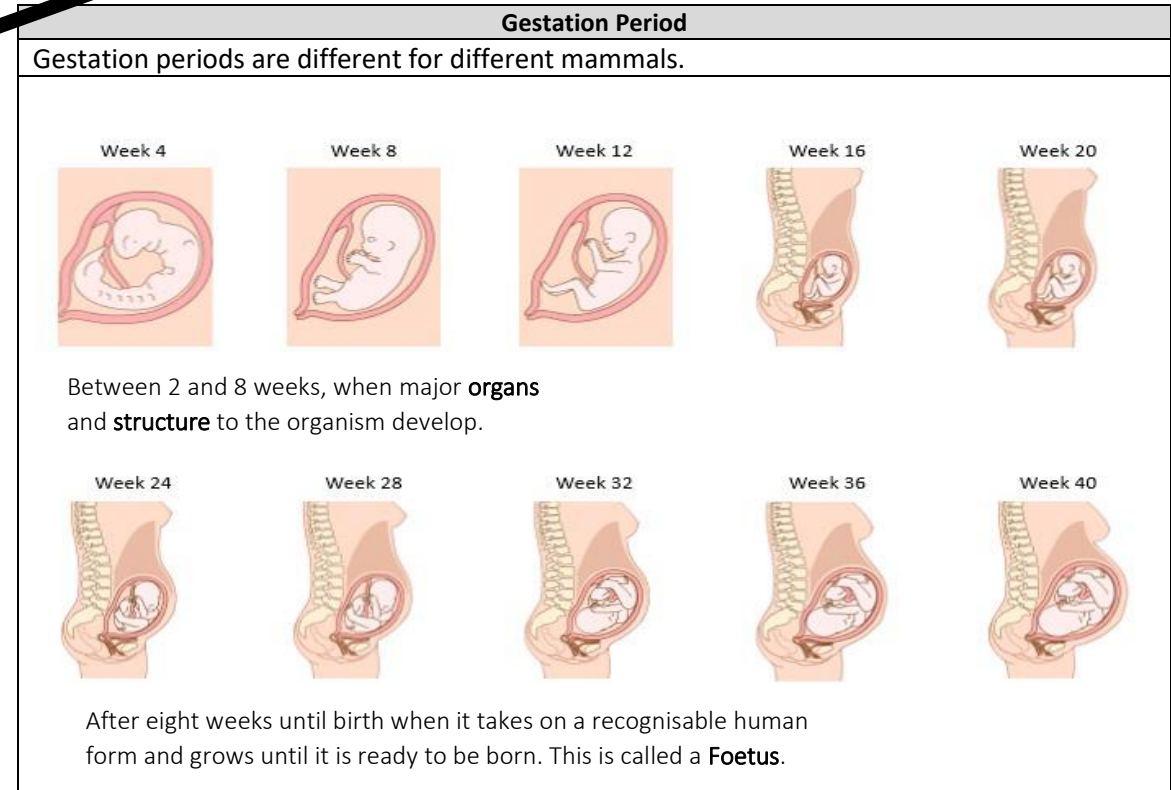 Gestation Period
Gestation periods are different for different mammals.
Week 4
Week 8
Week 12
Week 16
Week 20
Between 2 and 8 weeks, when major organs
and structure to the organism develop.
Week 24
Week 28
Week 32
Week 36
Week 40
After eight weeks until birth when it takes on a recognisable human
form and grows until it is ready to be born. This is called a Foetus.